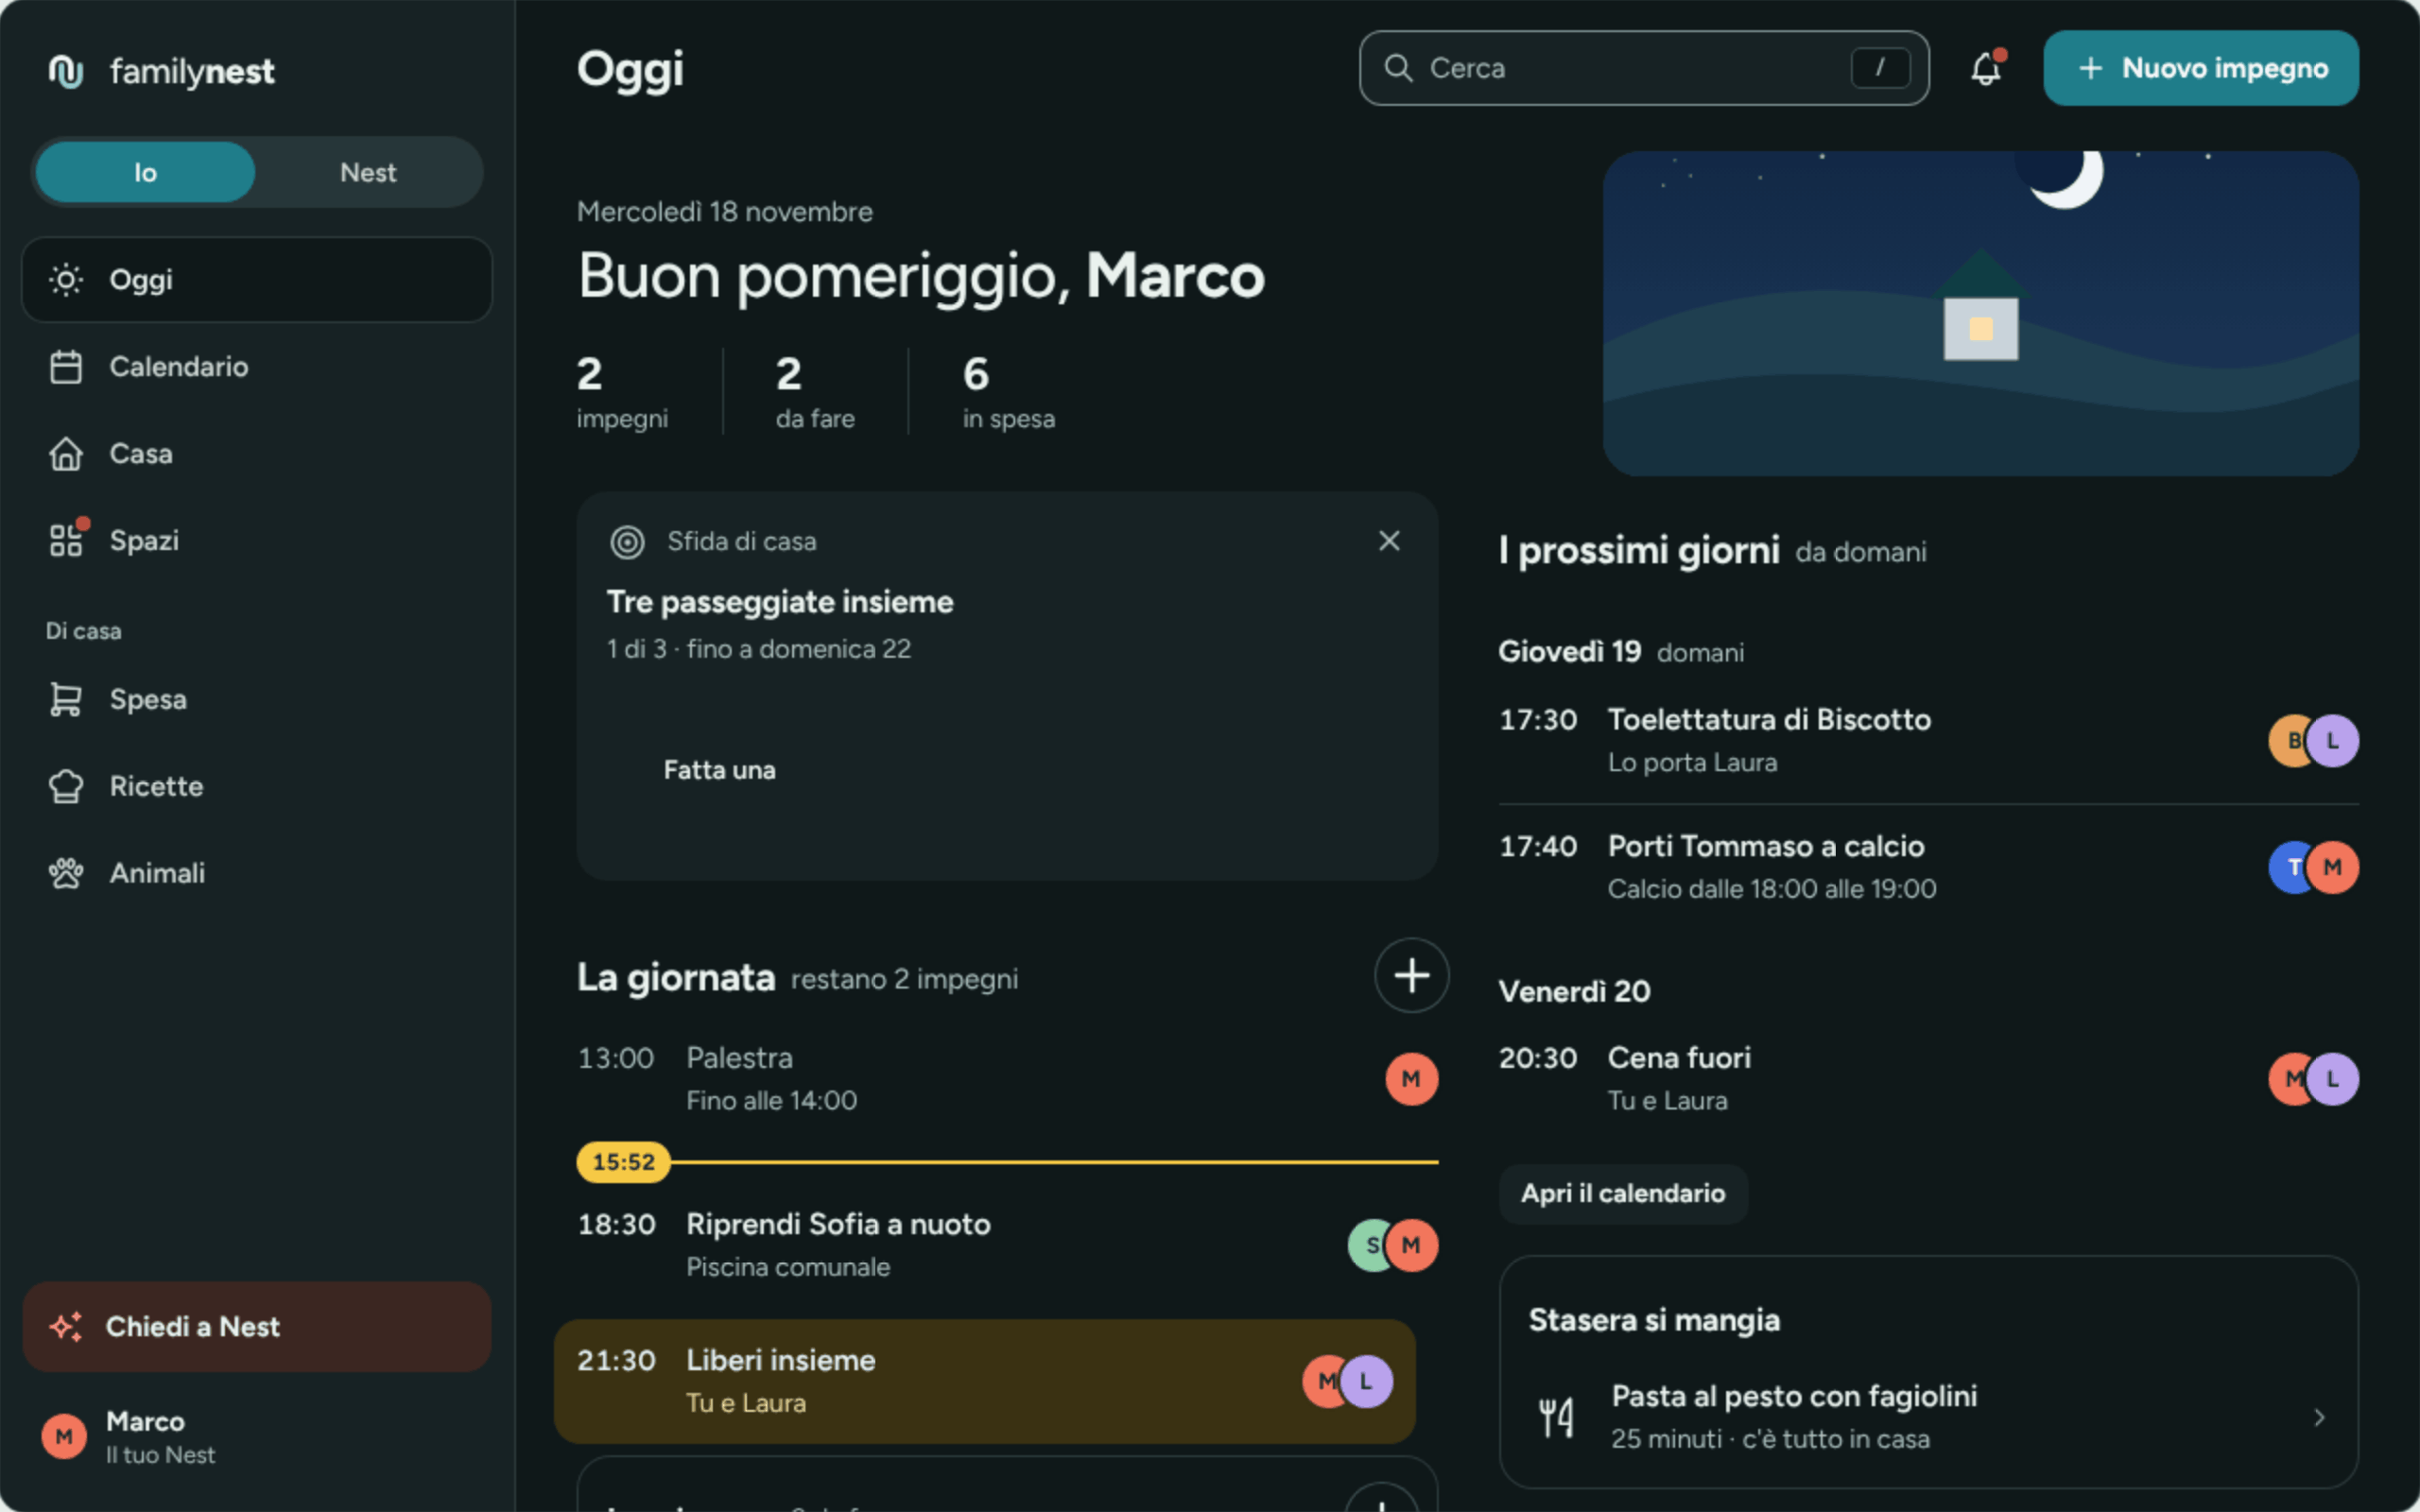 familynest
Io
Nest
Oggi
Calendario
Casa
Spazi
Di casa
Spesa
Ricette
Animali
Chiedi a Nest
M
Marco
Il tuo Nest
Oggi
Cerca
/
+ Nuovo impegno
Mercoledì 18 novembre
Buon pomeriggio, Marco
2
impegni
2
da fare
6
in spesa
Sfida di casa
Tre passeggiate insieme
1 di 3 · fino a domenica 22
Fatta una
La giornata restano 2 impegni
13:00 Palestra
Fino alle 14:00
M
15:52
18:30 Riprendi Sofia a nuoto
Piscina comunale
S M
21:30 Liberi insieme
Tu e Laura
M L
I prossimi giorni da domani
Giovedì 19 domani
17:30 Toelettatura di Biscotto
Lo porta Laura
B L
17:40 Porti Tommaso a calcio
Calcio dalle 18:00 alle 19:00
T M
Venerdì 20
20:30 Cena fuori
Tu e Laura
M L
Apri il calendario
Stasera si mangia
Pasta al pesto con fagiolini
25 minuti · c'è tutto in casa